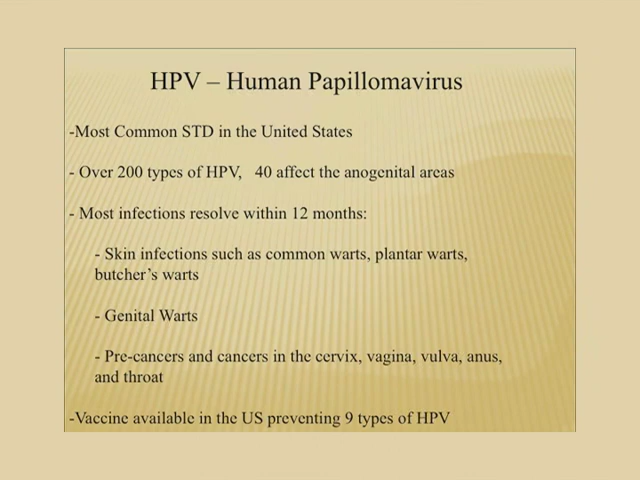 HPV – Human Papillomavirus
-Most Common STD in the United States
- Over 200 types of HPV, 40 affect the anogenital areas
- Most infections resolve within 12 months:
- Skin infections such as common warts, plantar warts,
butcher’s warts
- Genital Warts
- Pre-cancers and cancers in the cervix, vagina, vulva, anus,
and throat
-Vaccine available in the US preventing 9 types of HPV